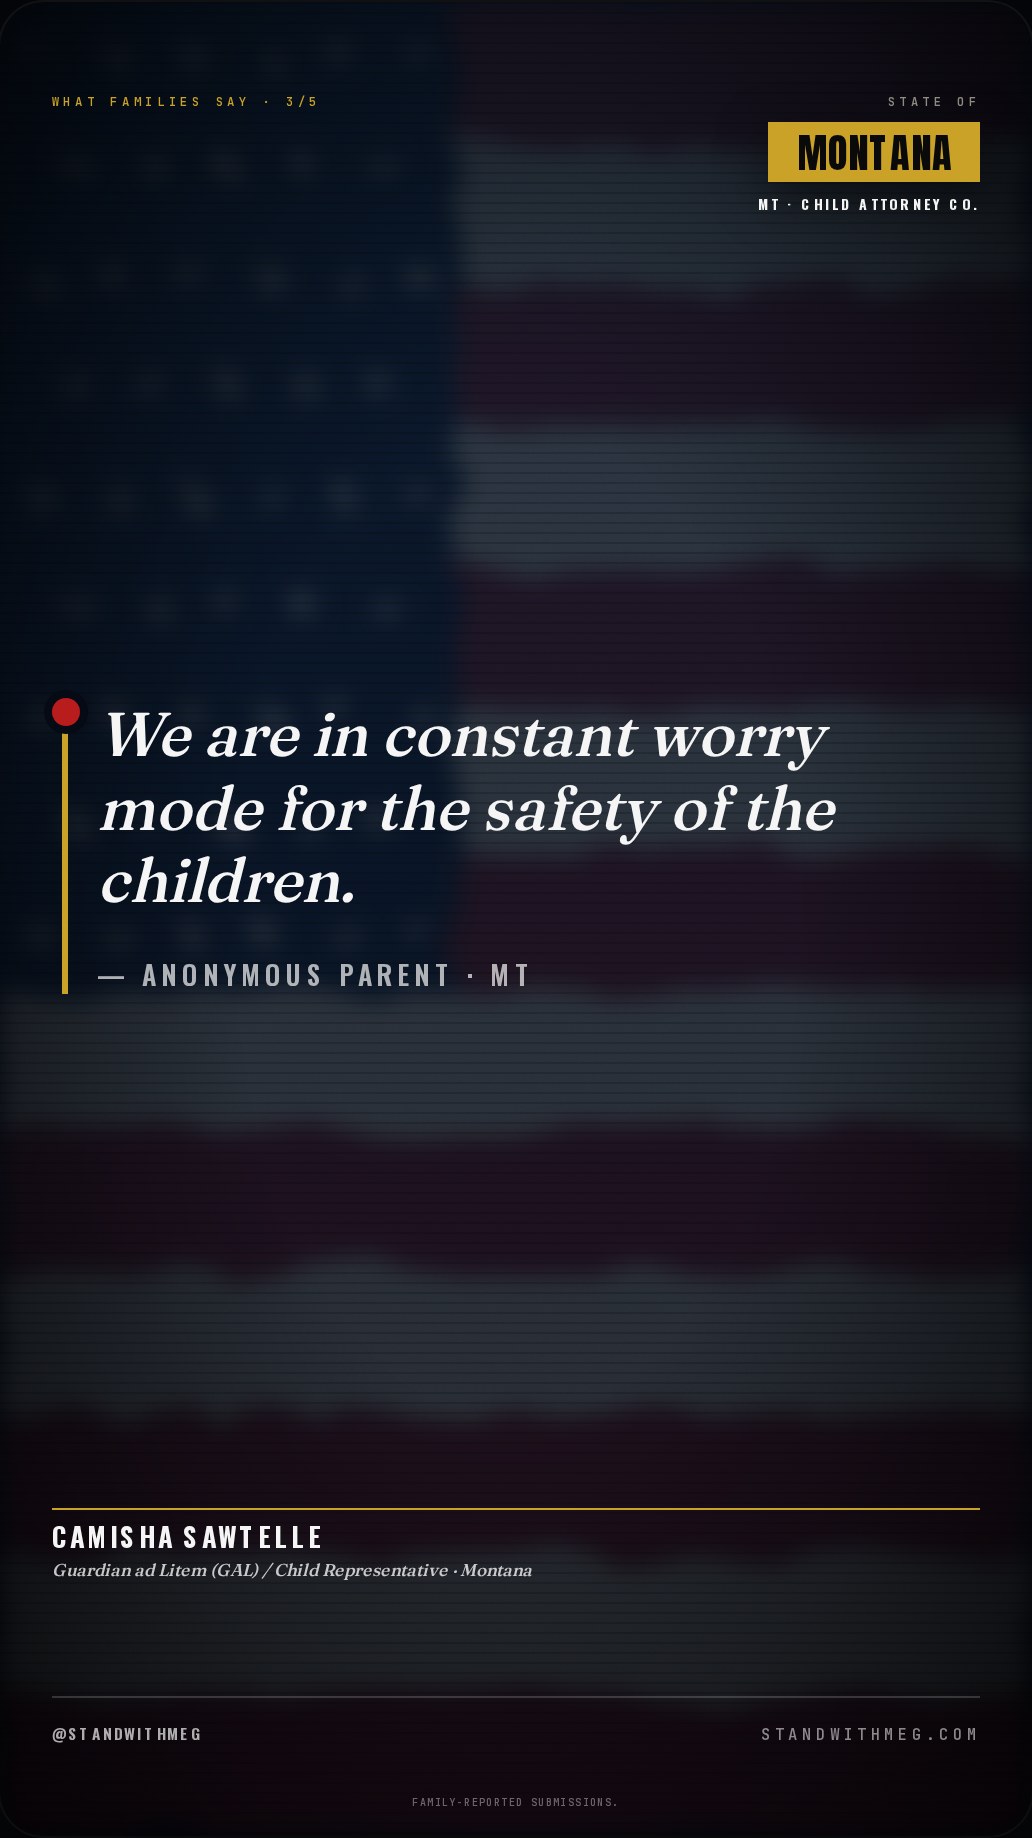 WHAT FAMILIES SAY · 3/5
STATE OF
MONTANA
MT · CHILD ATTORNEY CO.
We are in constant worry
mode for the safety of the
children.
— ANONYMOUS PARENT · MT
CAMISHA SAWTELLE
Guardian ad Litem (GAL) / Child Representative · Montana
@STANDWITHMEG
STANDWITHMEG.COM
FAMILY-REPORTED SUBMISSIONS.